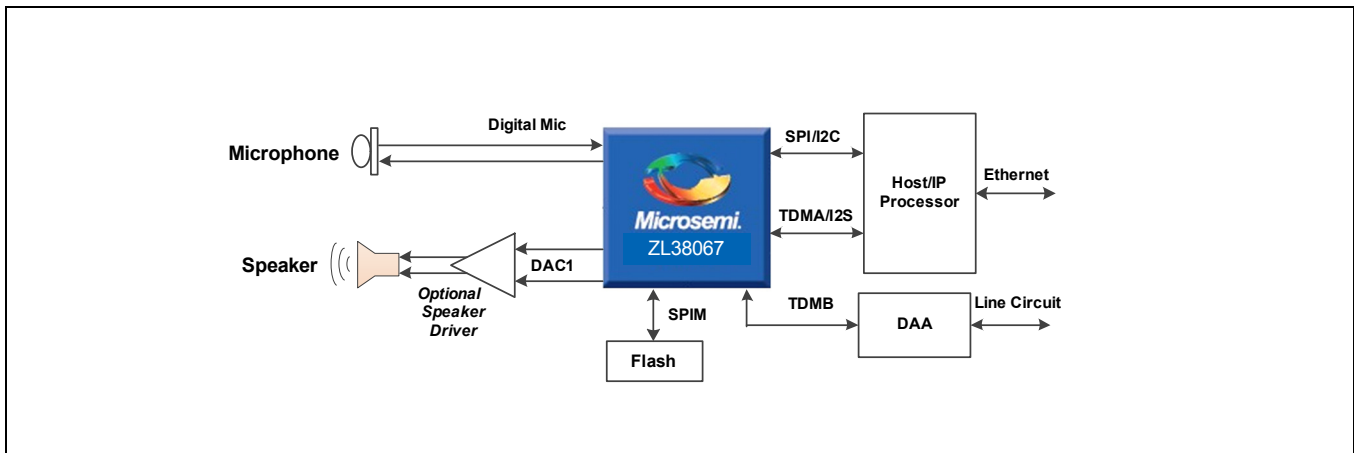 Digital Mic
Microphone
SPI/I2C
Host/IP
Processor
Ethernet
Microsemi.
ZL38067
TDMA/I2S
Speaker
DAC1
Optional
Speaker
Driver
SPIM
Flash
TDMB
DAA
Line Circuit